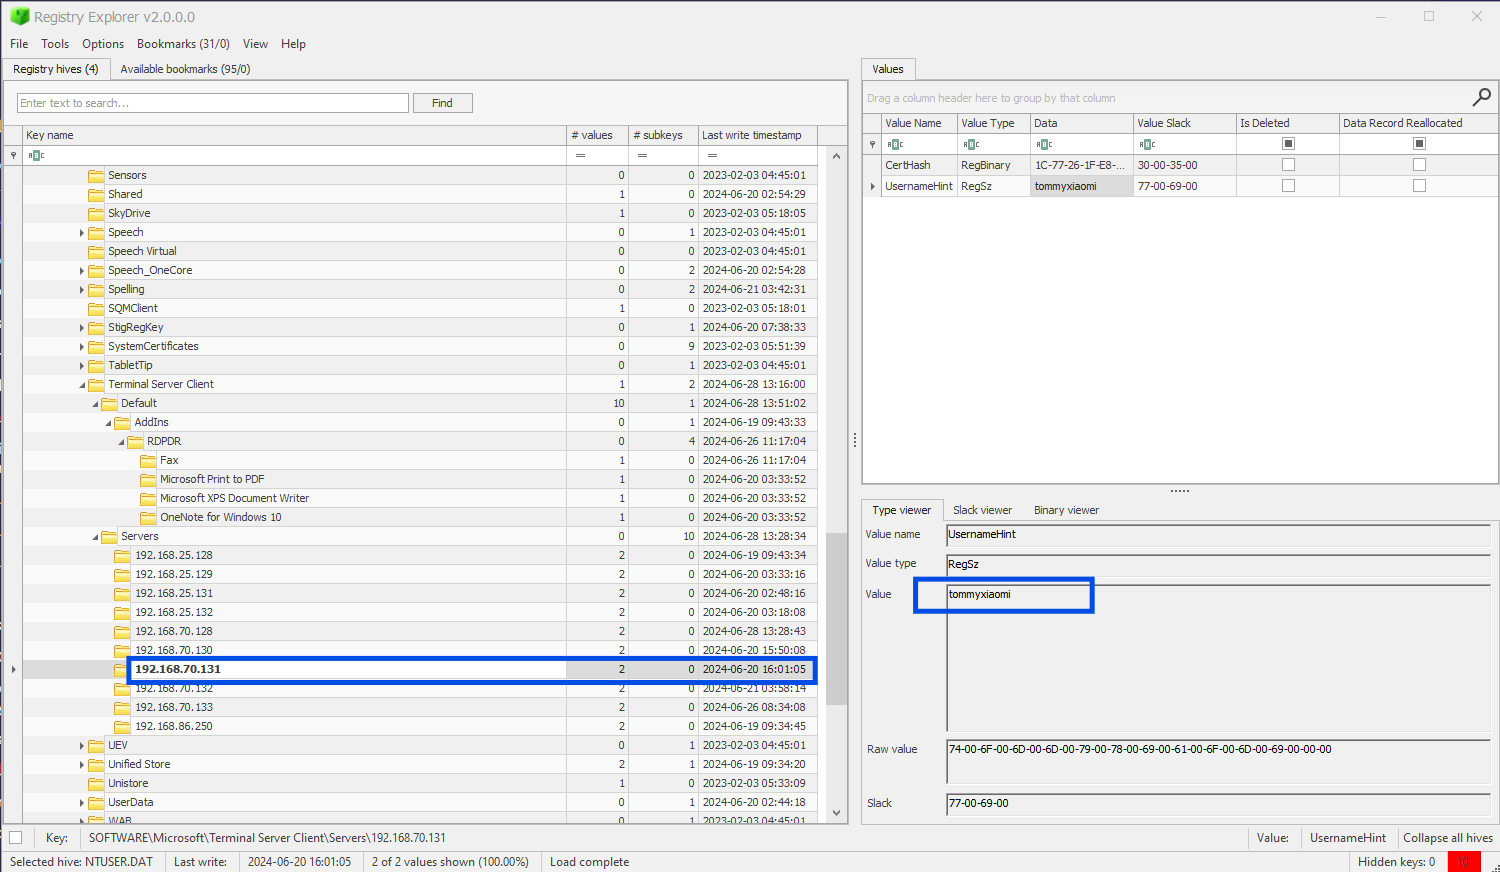 Registry Explorer v2.0.0.0
File Tools Options Bookmarks (31/0) View Help
Registry hives (4) Available bookmarks (95/0)
Enter text to search... Find
Key name # values # subkeys Last write timestamp
= = =
Sensors 0 0 2023-02-03 04:45:01
Shared 1 0 2024-06-20 02:54:29
SkyDrive 1 0 2023-02-03 05:18:05
Speech 0 1 2023-02-03 04:45:01
Speech Virtual 0 0 2023-02-03 04:45:01
Speech_OneCore 0 2 2024-06-20 02:54:28
Spelling 0 2 2024-06-21 03:42:31
SQMClient 1 0 2023-02-03 05:18:01
StigRegKey 0 1 2024-06-20 07:38:33
SystemCertificates 0 9 2023-02-03 05:51:39
TabletTip 0 1 2023-02-03 04:45:01
Terminal Server Client 1 2 2024-06-28 13:16:00
Default 10 1 2024-06-28 13:51:02
AddIns 0 1 2024-06-19 09:43:33
RDPDR 0 4 2024-06-26 11:17:04
Fax 1 0 2024-06-26 11:17:04
Microsoft Print to PDF 1 0 2024-06-20 03:33:52
Microsoft XPS Document Writer 1 0 2024-06-20 03:33:52
OneNote for Windows 10 1 0 2024-06-20 03:33:52
Servers 0 10 2024-06-28 13:28:34
192.168.25.128 2 0 2024-06-19 09:43:34
192.168.25.129 2 0 2024-06-20 03:33:16
192.168.25.131 2 0 2024-06-20 02:48:16
192.168.25.132 2 0 2024-06-20 03:18:08
192.168.70.128 2 0 2024-06-28 13:28:43
192.168.70.130 2 0 2024-06-20 15:50:08
192.168.70.131 2 0 2024-06-20 16:01:05
192.168.70.132 2 0 2024-06-21 03:58:14
192.168.70.133 2 0 2024-06-26 08:34:08
192.168.86.250 2 0 2024-06-19 09:34:45
UEV 0 1 2023-02-03 04:45:01
Unified Store 2 1 2024-06-19 09:34:20
Unistore 1 0 2023-02-03 05:33:09
UserData 0 1 2024-06-20 02:44:18
WAB 0 1 2023-02-03 04:45:01
Values
Drag a column header here to group by that column
Value Name Value Type Data Value Slack Is Deleted Data Record Reallocated
CertHash RegBinary 1C-77-26-1F-E8-... 30-00-35-00
UsernameHint RegSz tommyxiaomi 77-00-69-00
Type viewer Slack viewer Binary viewer
Value name UsernameHint
Value type RegSz
Value tommyxiaomi
Raw value 74-00-6F-00-6D-00-6D-00-79-00-78-00-69-00-61-00-6F-00-6D-00-69-00-00-00
Slack 77-00-69-00
Key: SOFTWARE\Microsoft\Terminal Server Client\Servers\192.168.70.131 Value: UsernameHint Collapse all hives
Selected hive: NTUSER.DAT Last write: 2024-06-20 16:01:05 2 of 2 values shown (100.00%) Load complete Hidden keys: 0 10